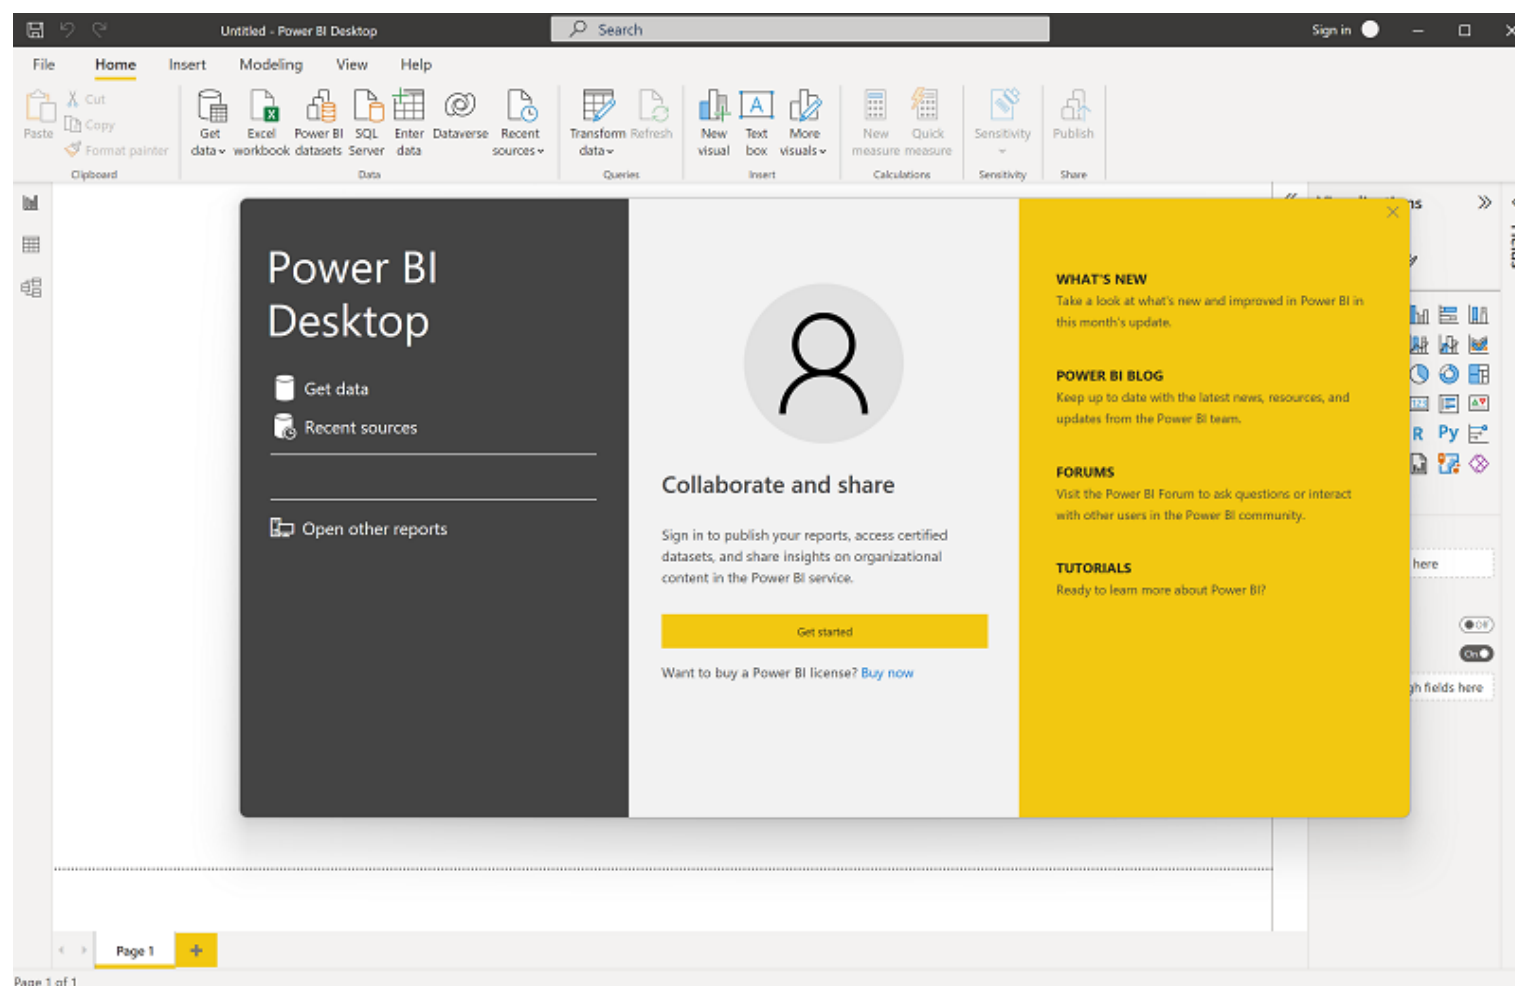 Untitled - Power BI Desktop
Search
Sign in
File Home Insert Modeling View Help
Paste
Cut
Copy
Format painter
Clipboard
Get data
Excel workbook
Power BI datasets
SQL Server
Enter data
Dataverse
Recent sources
Data
Transform data
Refresh
Queries
New visual
Text box
More visuals
Insert
New measure
Quick measure
Calculations
Sensitivity
Sensitivity
Publish
Share
Power BI
Desktop
Get data
Recent sources
Open other reports
Collaborate and share
Sign in to publish your reports, access certified
datasets, and share insights on organizational
content in the Power BI service.
Get started
Want to buy a Power BI license? Buy now
WHAT'S NEW
Take a look at what's new and improved in Power BI in
this month's update.
POWER BI BLOG
Keep up to date with the latest news, resources, and
updates from the Power BI team.
FORUMS
Visit the Power BI Forum to ask questions or interact
with other users in the Power BI community.
TUTORIALS
Ready to learn more about Power BI?
R Py
here
Off
On
fields here
Page 1
Page 1 of 1